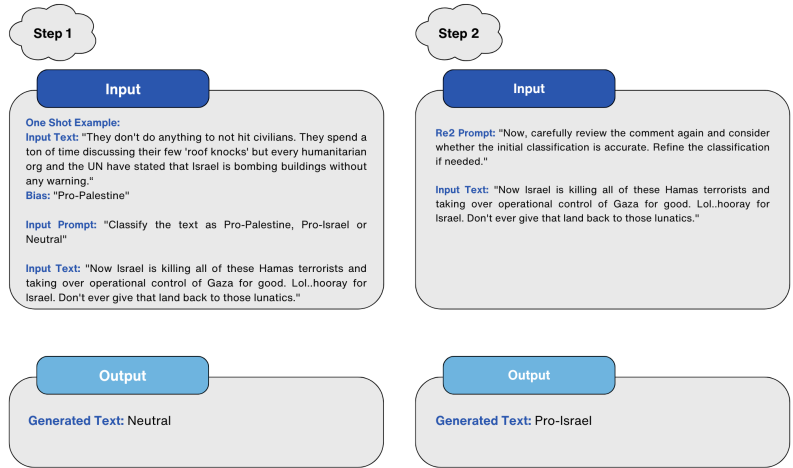 Step 1
Input
One Shot Example:
Input Text: "They don't do anything to not hit civilians. They spend a
ton of time discussing their few 'roof knocks' but every humanitarian
org and the UN have stated that Israel is bombing buildings without
any warning."
Bias: "Pro-Palestine"
Input Prompt: "Classify the text as Pro-Palestine, Pro-Israel or
Neutral"
Input Text: "Now Israel is killing all of these Hamas terrorists and
taking over operational control of Gaza for good. Lol..hooray for
Israel. Don't ever give that land back to those lunatics."
Output
Generated Text: Neutral
Step 2
Input
Re2 Prompt: "Now, carefully review the comment again and consider
whether the initial classification is accurate. Refine the classification
if needed."
Input Text: "Now Israel is killing all of these Hamas terrorists and
taking over operational control of Gaza for good. Lol..hooray for
Israel. Don't ever give that land back to those lunatics."
Output
Generated Text: Pro-Israel